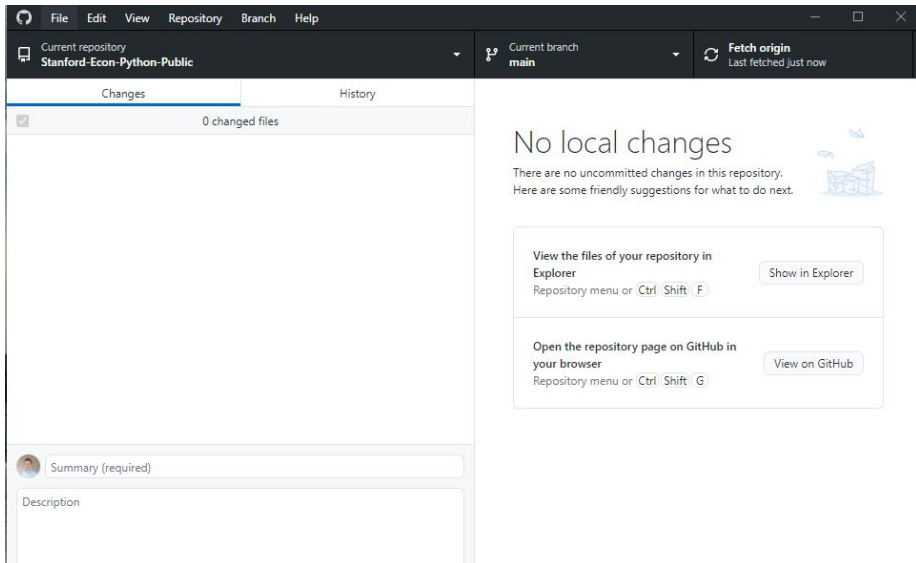 File Edit View Repository Branch Help
Current repository
Stanford-Econ-Python-Public
Current branch
main
Fetch origin
Last fetched just now
Changes
History
0 changed files
No local changes
There are no uncommitted changes in this repository.
Here are some friendly suggestions for what to do next.
View the files of your repository in
Explorer
Repository menu or Ctrl Shift F
Show in Explorer
Open the repository page on GitHub in
your browser
Repository menu or Ctrl Shift G
View on GitHub
Summary (required)
Description